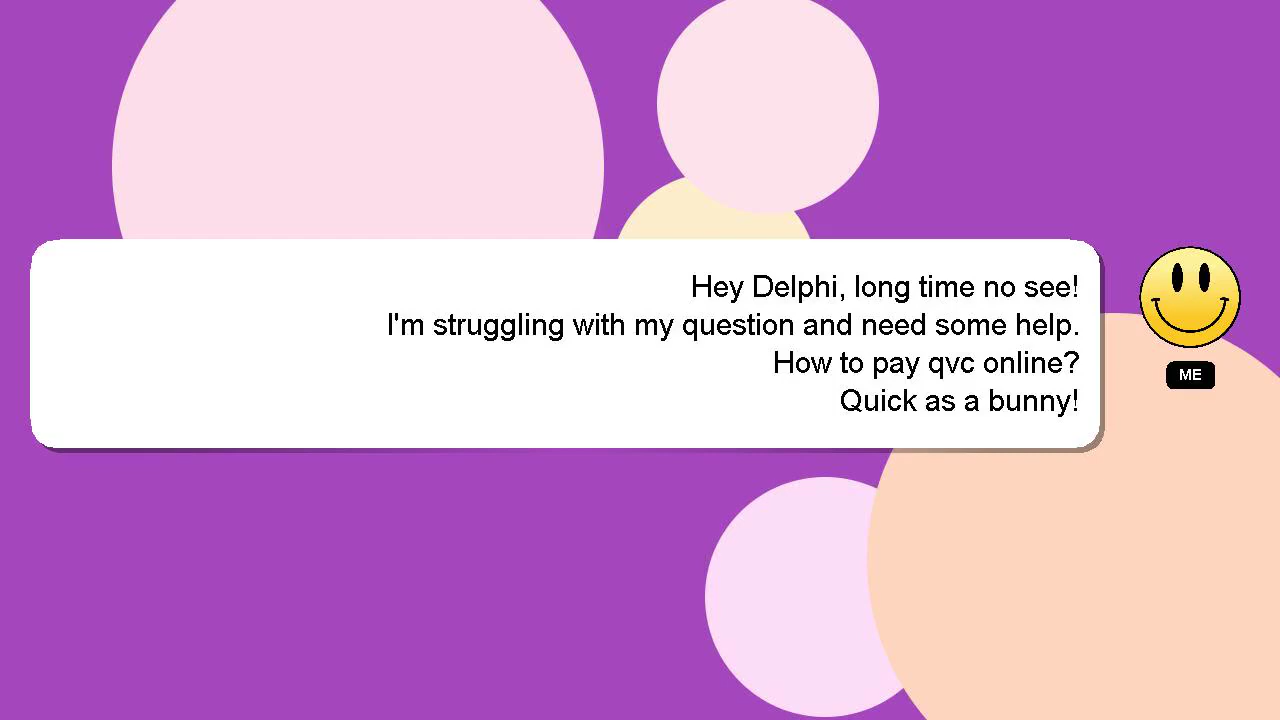 Hey Delphi, long time no see!
I'm struggling with my question and need some help.
How to pay qvc online?
Quick as a bunny!
ME